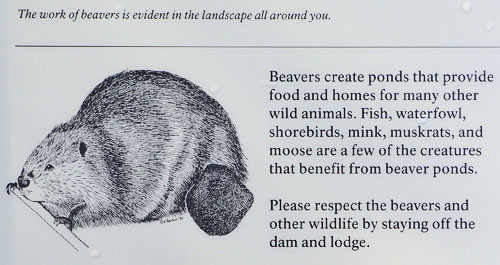 The work of beavers is evident in the landscape all around you.
Beavers create ponds that provide
food and homes for many other
wild animals. Fish, waterfowl,
shorebirds, mink, muskrats, and
moose are a few of the creatures
that benefit from beaver ponds.
Please respect the beavers and
other wildlife by staying off the
dam and lodge.